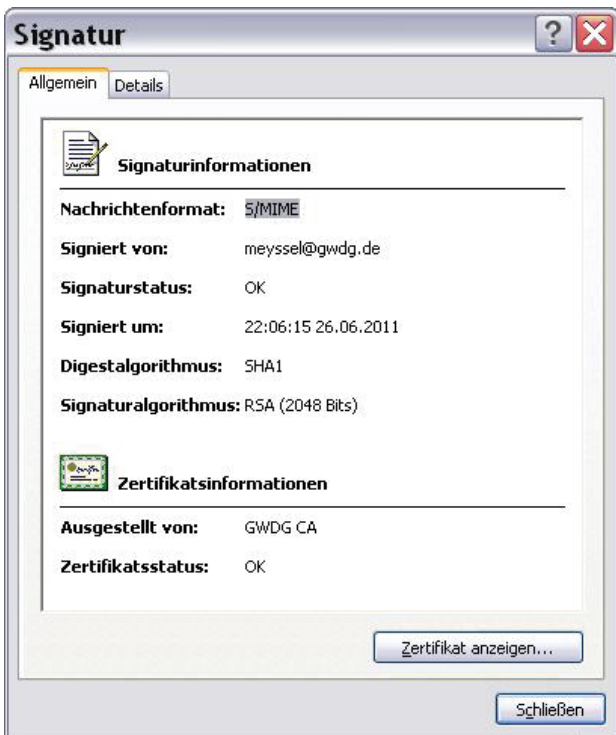 Signatur
Allgemein Details
Signaturinformationen
Nachrichtenformat: S/MIME
Signiert von: meyssel@gwdg.de
Signaturstatus: OK
Signiert um: 22:06:15 26.06.2011
Digestalgorithmus: SHA1
Signaturalgorithmus: RSA (2048 Bits)
Zertifikatsinformationen
Ausgestellt von: GWDG CA
Zertifikatsstatus: OK
Zertifikat anzeigen...
Schließen